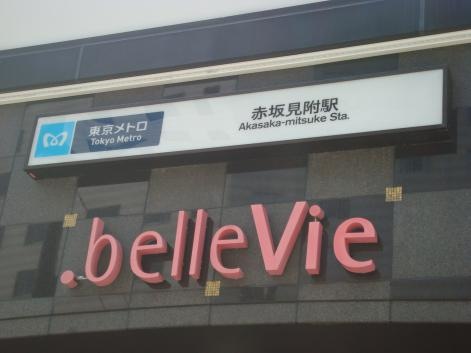 東京メトロ
Tokyo Metro
赤坂見附駅
Akasaka-mitsuke Sta.
.belleVie